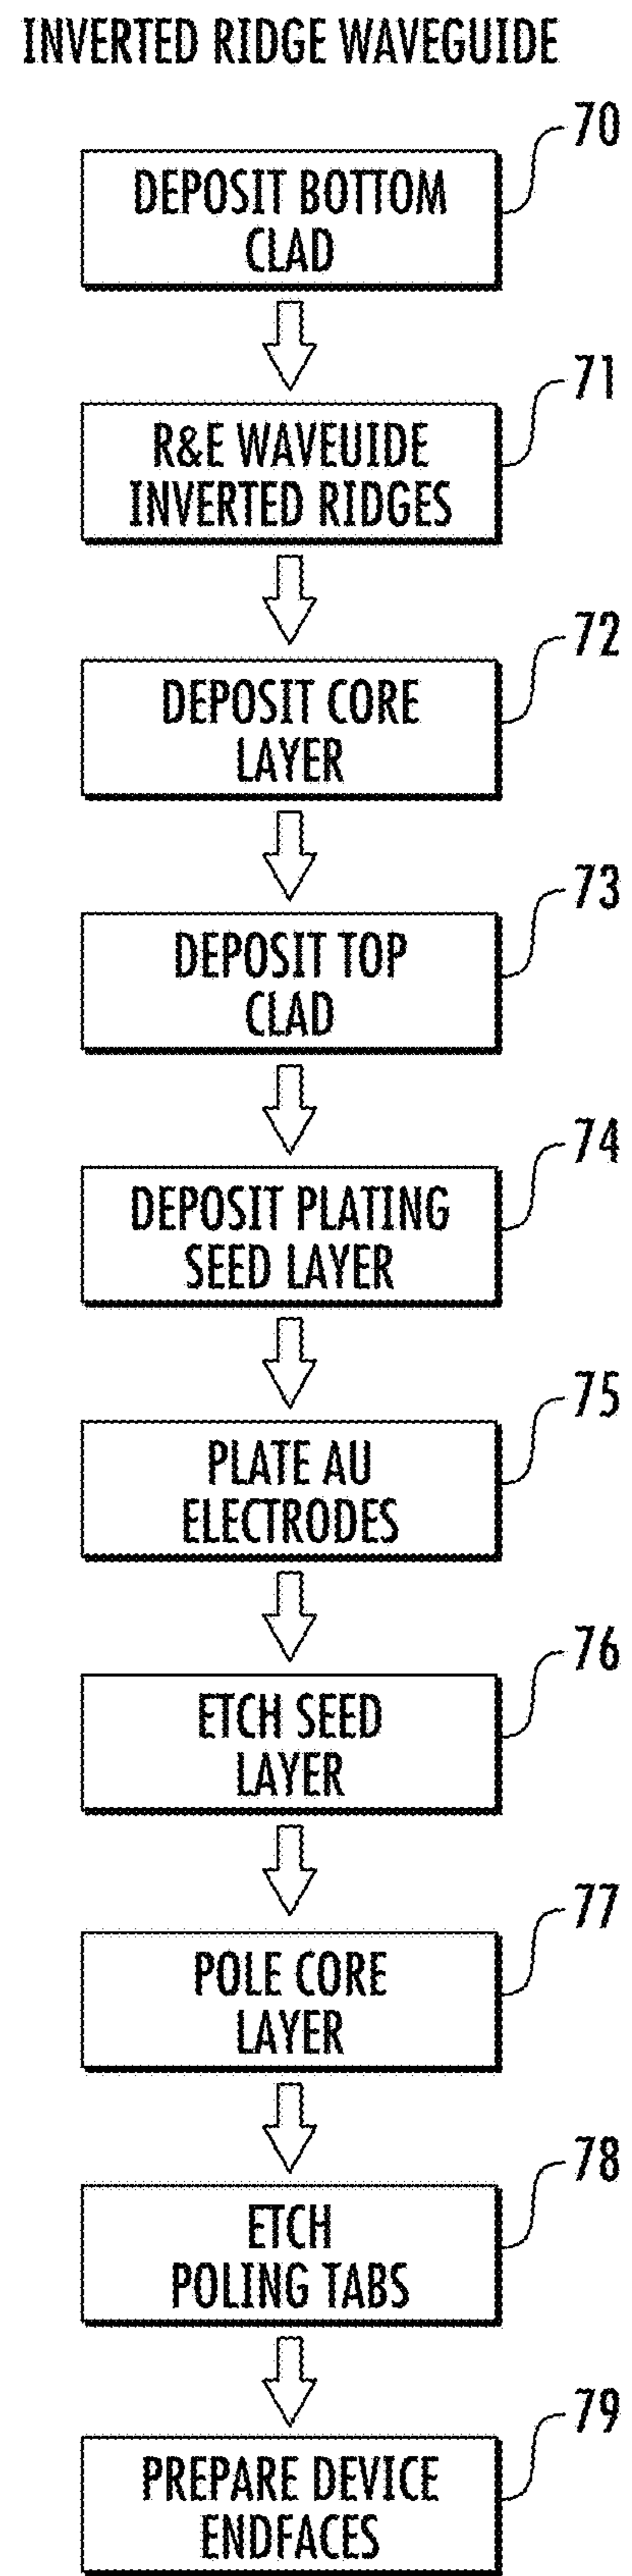 INVERTED RIDGE WAVEGUIDE
70
DEPOSIT BOTTOM
CLAD
71
R&E WAVEUIDE
INVERTED RIDGES
72
DEPOSIT CORE
LAYER
73
DEPOSIT TOP
CLAD
74
DEPOSIT PLATING
SEED LAYER
75
PLATE AU
ELECTRODES
76
ETCH SEED
LAYER
77
POLE CORE
LAYER
78
ETCH
POLING TABS
79
PREPARE DEVICE
ENDFACES